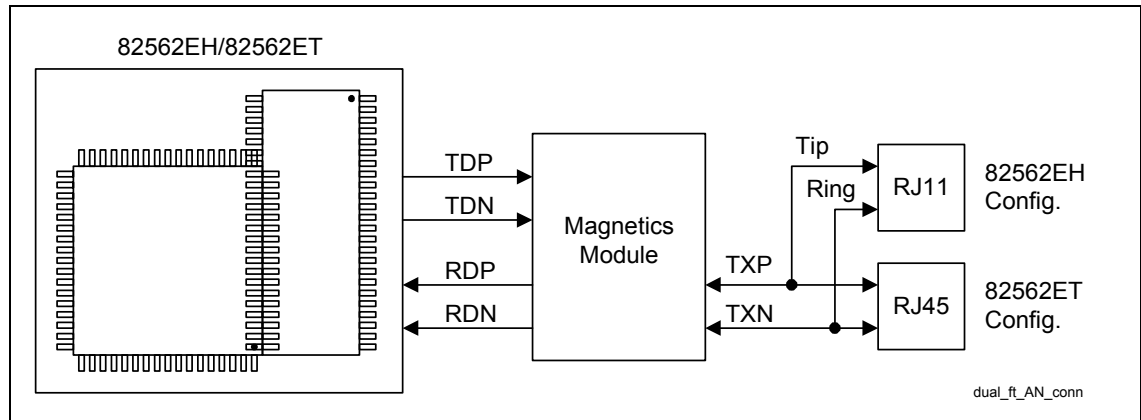 82562EH/82562ET
TDP
TDN
RDP
RDN
Magnetics
Module
TXP
TXN
Tip
Ring
RJ11
82562EH
Config.
RJ45
82562ET
Config.
dual_ft_AN_conn